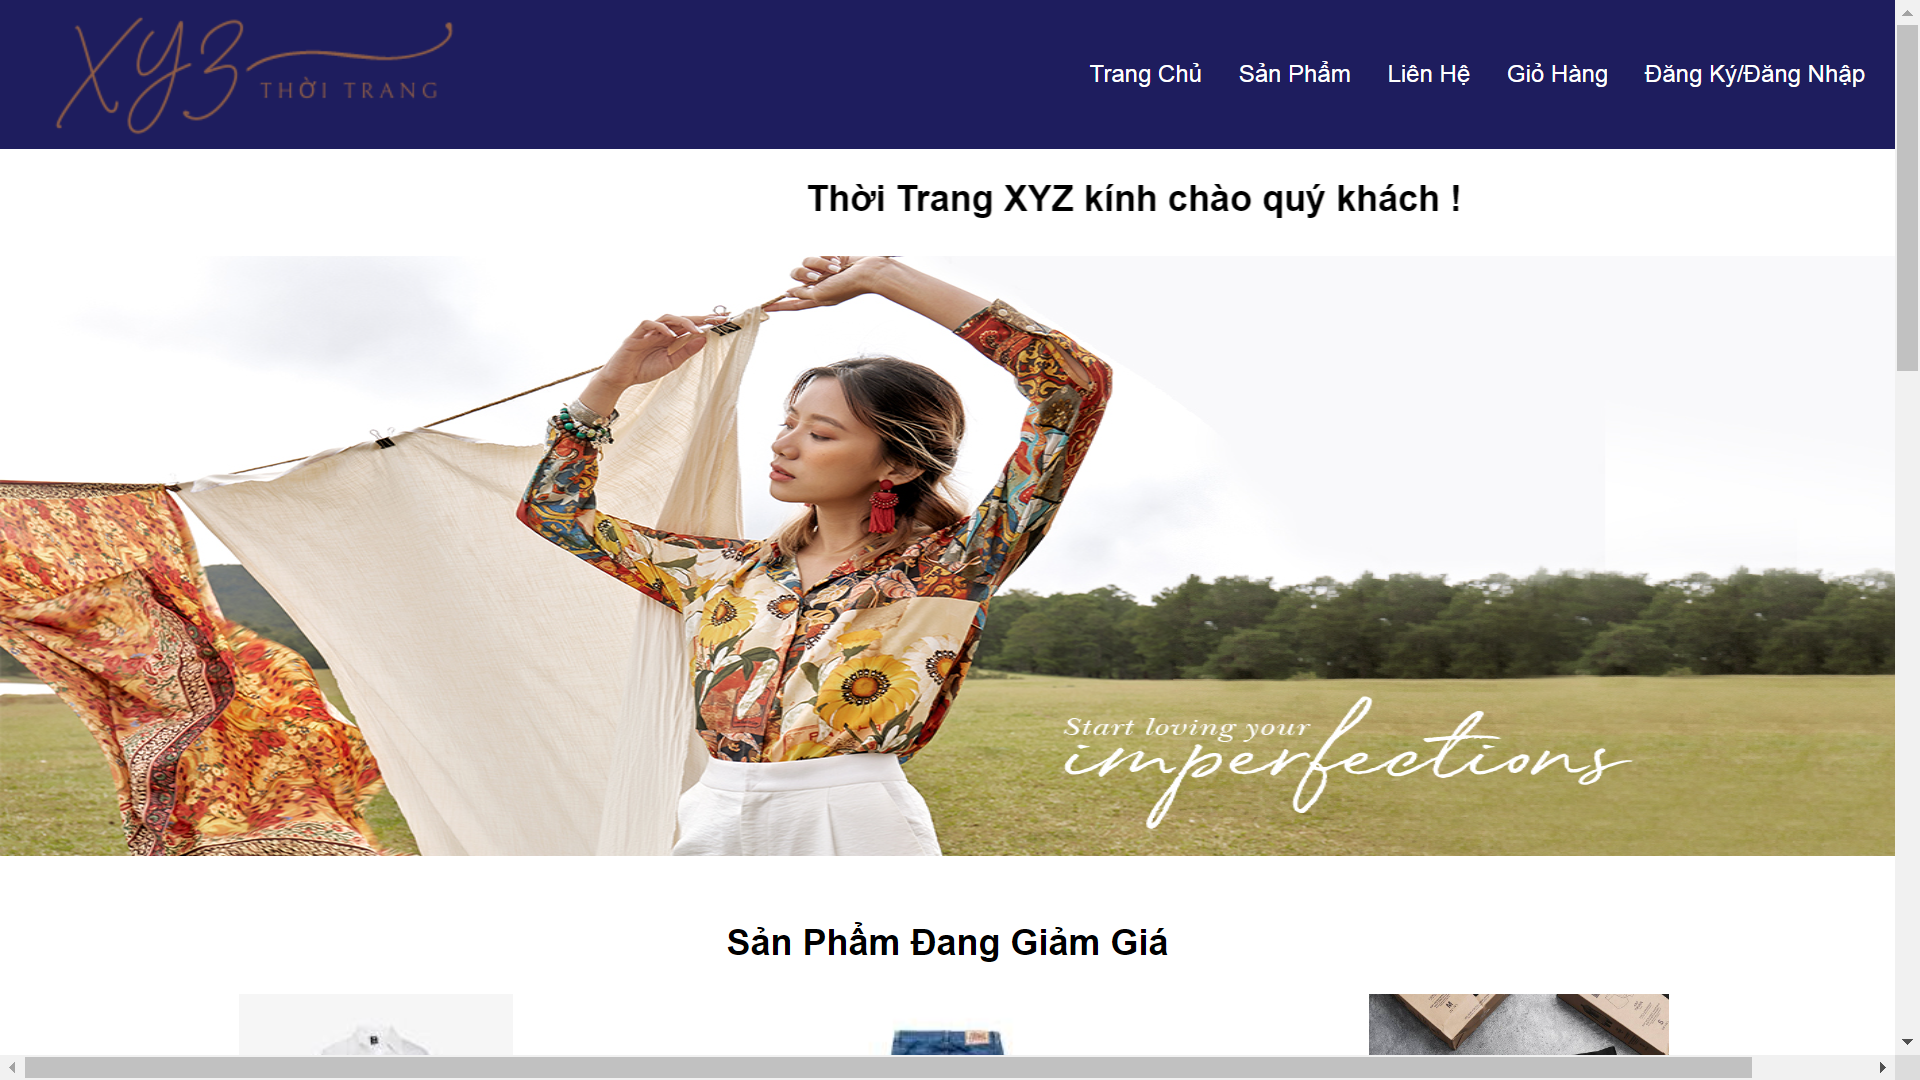 XYZ THỜI TRANG
Trang Chủ Sản Phẩm Liên Hệ Giỏ Hàng Đăng Ký/Đăng Nhập
Thời Trang XYZ kính chào quý khách !
Start loving your
imperfections
Sản Phẩm Đang Giảm Giá